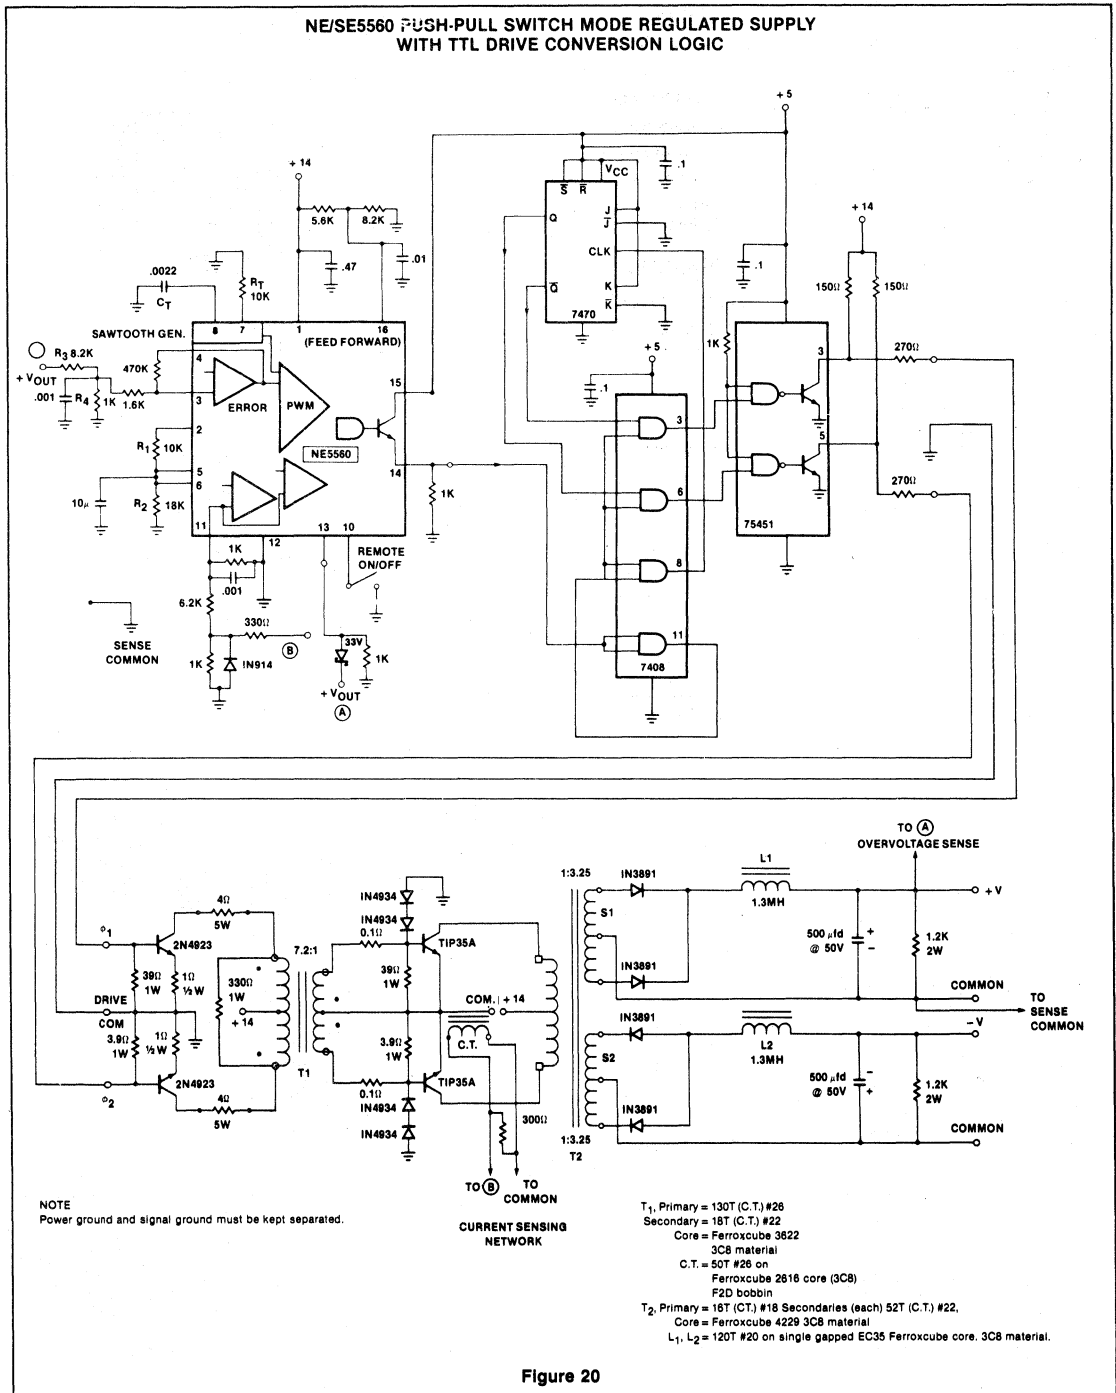 NE/SE5560 PUSH-PULL SWITCH MODE REGULATED SUPPLY
WITH TTL DRIVE CONVERSION LOGIC
+ 5
+ 14
5.6K
8.2K
.47
.01
.0022
C_T
R_T
10K
S̅
R̅
V_CC
.1
Q
J
J̅
CLK
Q̅
K
K̅
7470
+ 14
.1
150Ω
150Ω
SAWTOOTH GEN.
8
7
1
16
(FEED FORWARD)
R3 8.2K
+ VOUT
.001
R4
1K
1.6K
470K
4
3
ERROR
PWM
NE5560
15
14
1K
2
R1
10K
5
6
10μ
R2
18K
11
12
13
10
+ 5
.1
3
6
8
11
7408
1K
3
5
75451
270Ω
270Ω
1K
.001
REMOTE
ON/OFF
6.2K
330Ω
B
SENSE
COMMON
1K
!N914
33V
1K
+ VOUT
A
TO A
OVERVOLTAGE SENSE
1:3.25
IN3891
L1
1.3MH
+V
S1
500 μfd
@ 50V
+
−
1.2K
2W
IN3891
COMMON
TO
SENSE
COMMON
−V
IN3891
L2
1.3MH
S2
500 μfd
@ 50V
−
+
1.2K
2W
IN3891
COMMON
1:3.25
T2
4Ω
5W
ø1
2N4923
39Ω
1W
1Ω
½W
DRIVE
COM
3.9Ω
1W
1Ω
½W
ø2
2N4923
4Ω
5W
330Ω
1W
+ 14
7.2:1
T1
IN4934
IN4934
0.1Ω
TIP35A
39Ω
1W
COM.
+ 14
C.T.
3.9Ω
1W
TIP35A
0.1Ω
IN4934
IN4934
300Ω
TO B
TO
COMMON
CURRENT SENSING
NETWORK
NOTE
Power ground and signal ground must be kept separated.
T1, Primary = 130T (C.T.) #26
Secondary = 18T (C.T.) #22
Core = Ferroxcube 3622
3C8 material
C.T. = 50T #26 on
Ferroxcube 2616 core (3C8)
F2D bobbin
T2, Primary = 16T (CT.) #18 Secondaries (each) 52T (C.T.) #22,
Core = Ferroxcube 4229 3C8 material
L1, L2 = 120T #20 on single gapped EC35 Ferroxcube core. 3C8 material.
Figure 20